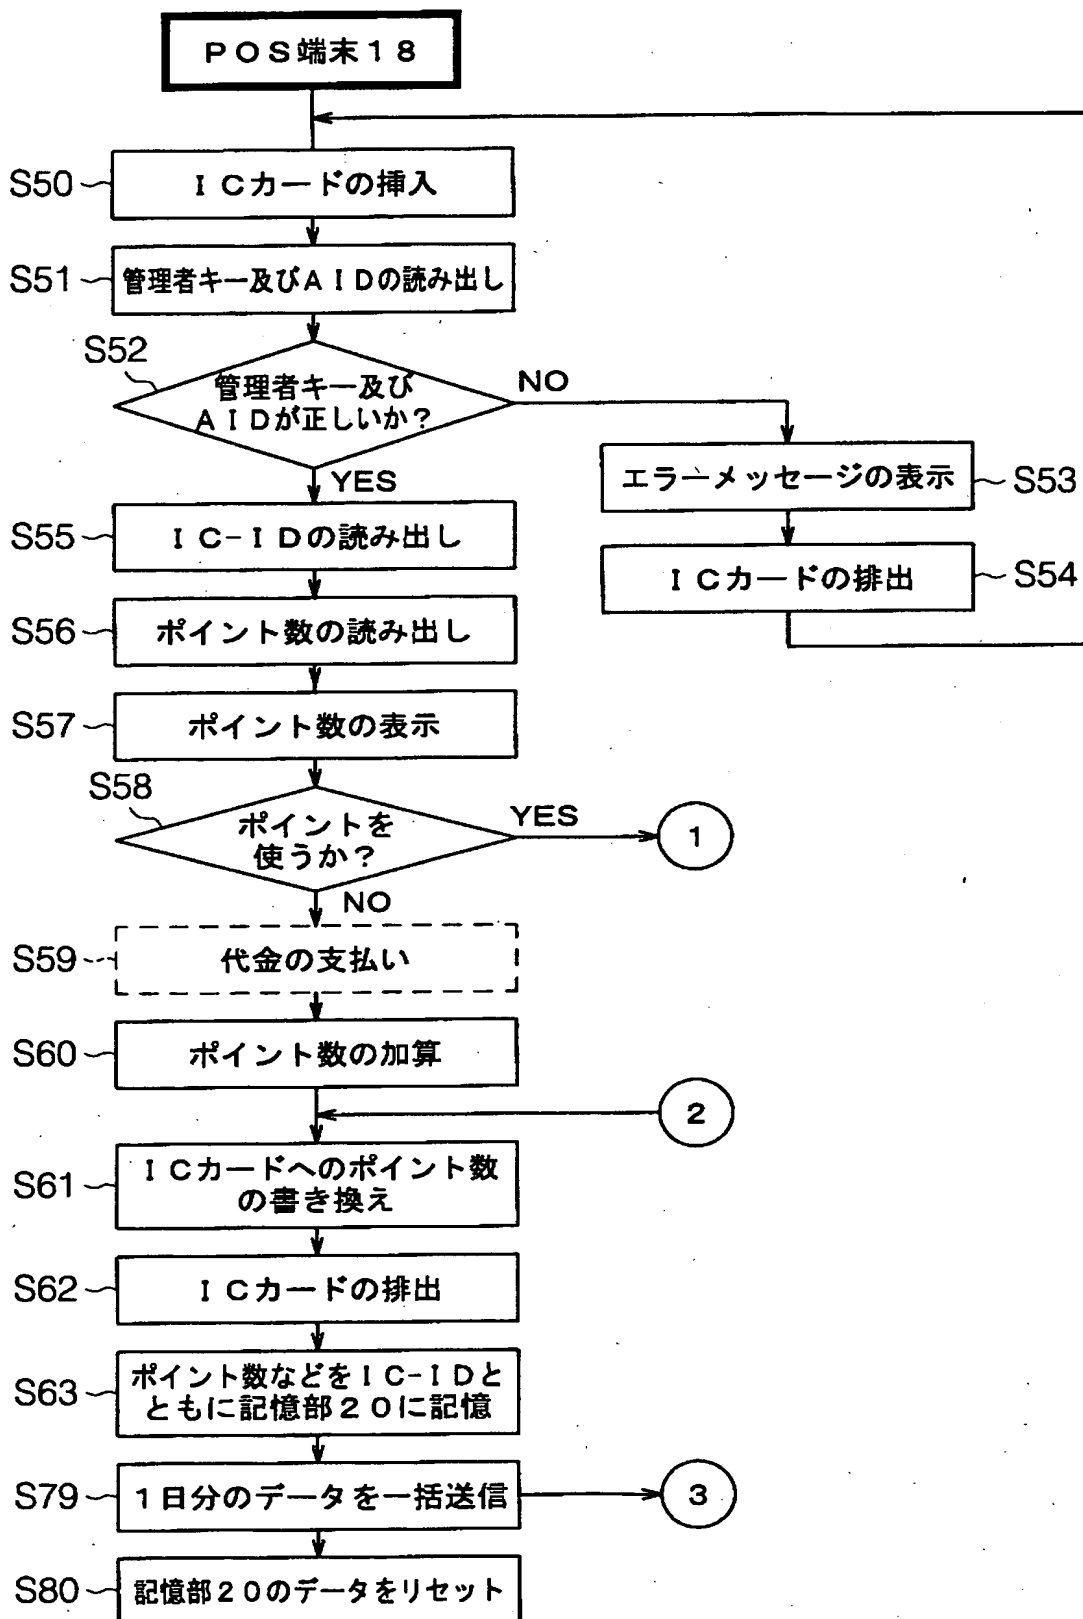 POS端末18
S50
ICカードの挿入
S51
管理者キー及びAIDの読み出し
S52
管理者キー及び
AIDが正しいか?
NO
YES
エラーメッセージの表示
S53
ICカードの排出
S54
S55
IC-IDの読み出し
S56
ポイント数の読み出し
S57
ポイント数の表示
S58
ポイントを
使うか?
YES
1
NO
S59
代金の支払い
S60
ポイント数の加算
2
S61
ICカードへのポイント数
の書き換え
S62
ICカードの排出
S63
ポイント数などをIC-IDと
ともに記憶部20に記憶
S79
1日分のデータを一括送信
3
S80
記憶部20のデータをリセット